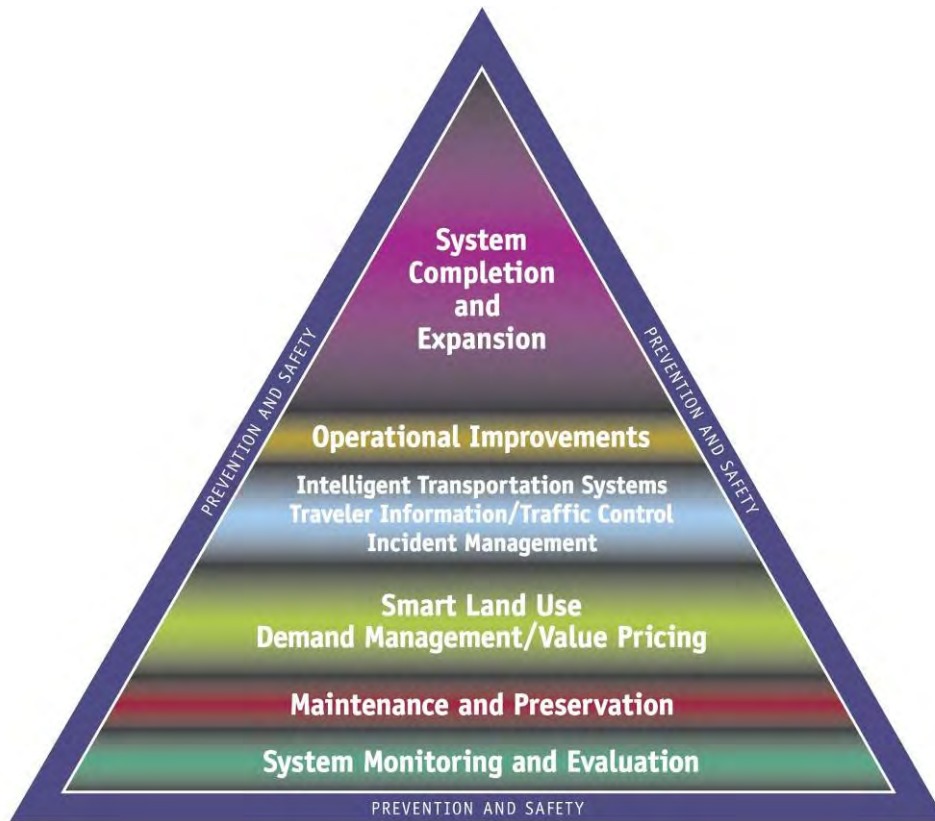 System
Completion
and
Expansion
PREVENTION AND SAFETY
PREVENTION AND SAFETY
Operational Improvements
Intelligent Transportation Systems
Traveler Information/Traffic Control
Incident Management
Smart Land Use
Demand Management/Value Pricing
Maintenance and Preservation
System Monitoring and Evaluation
PREVENTION AND SAFETY